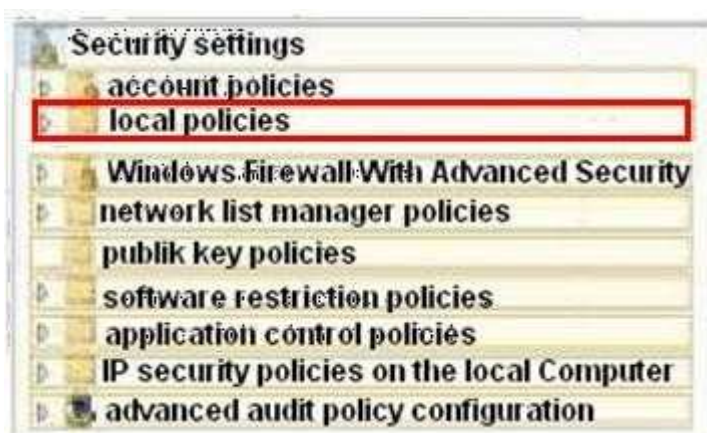 Security settings
account policies
local policies
Windows Firewall With Advanced Security
network list manager policies
publik key policies
software restriction policies
application control policies
IP security policies on the local Computer
advanced audit policy configuration